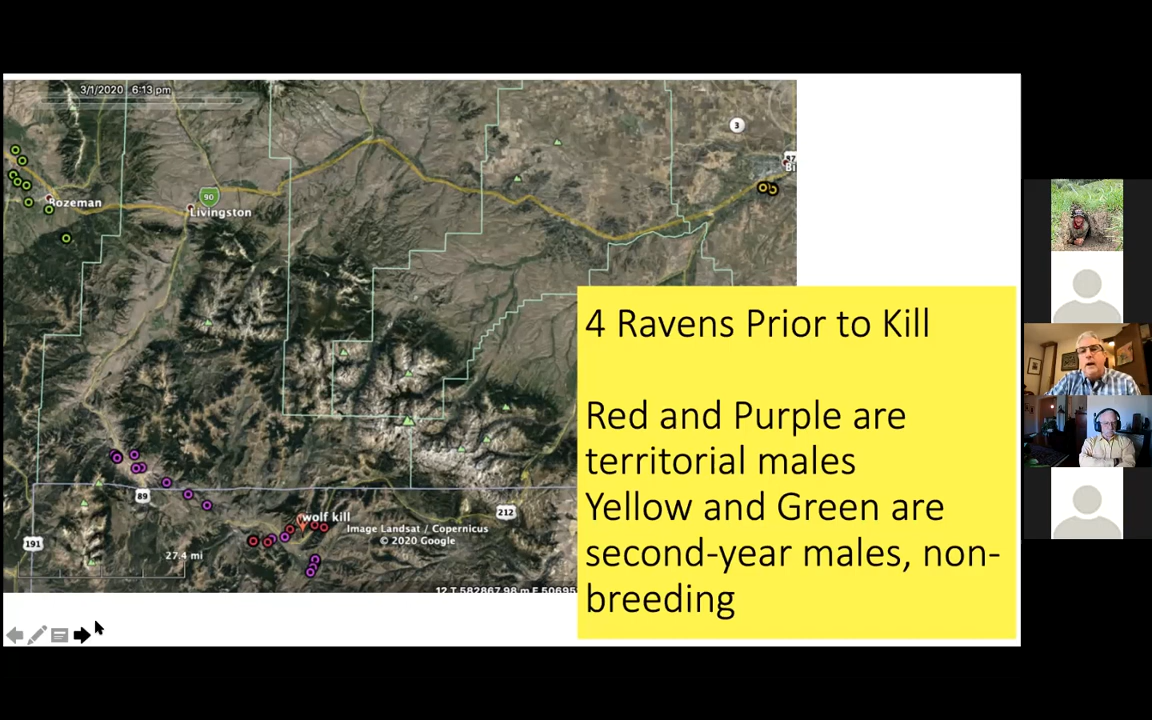 3/1/2020 6:13 pm
3
90
Bozeman
Livingston
4 Ravens Prior to Kill
Red and Purple are
territorial males
Yellow and Green are
second-year males, non-
breeding
89
wolf kill
212
Image Landsat / Copernicus
© 2020 Google
191
27.4 mi